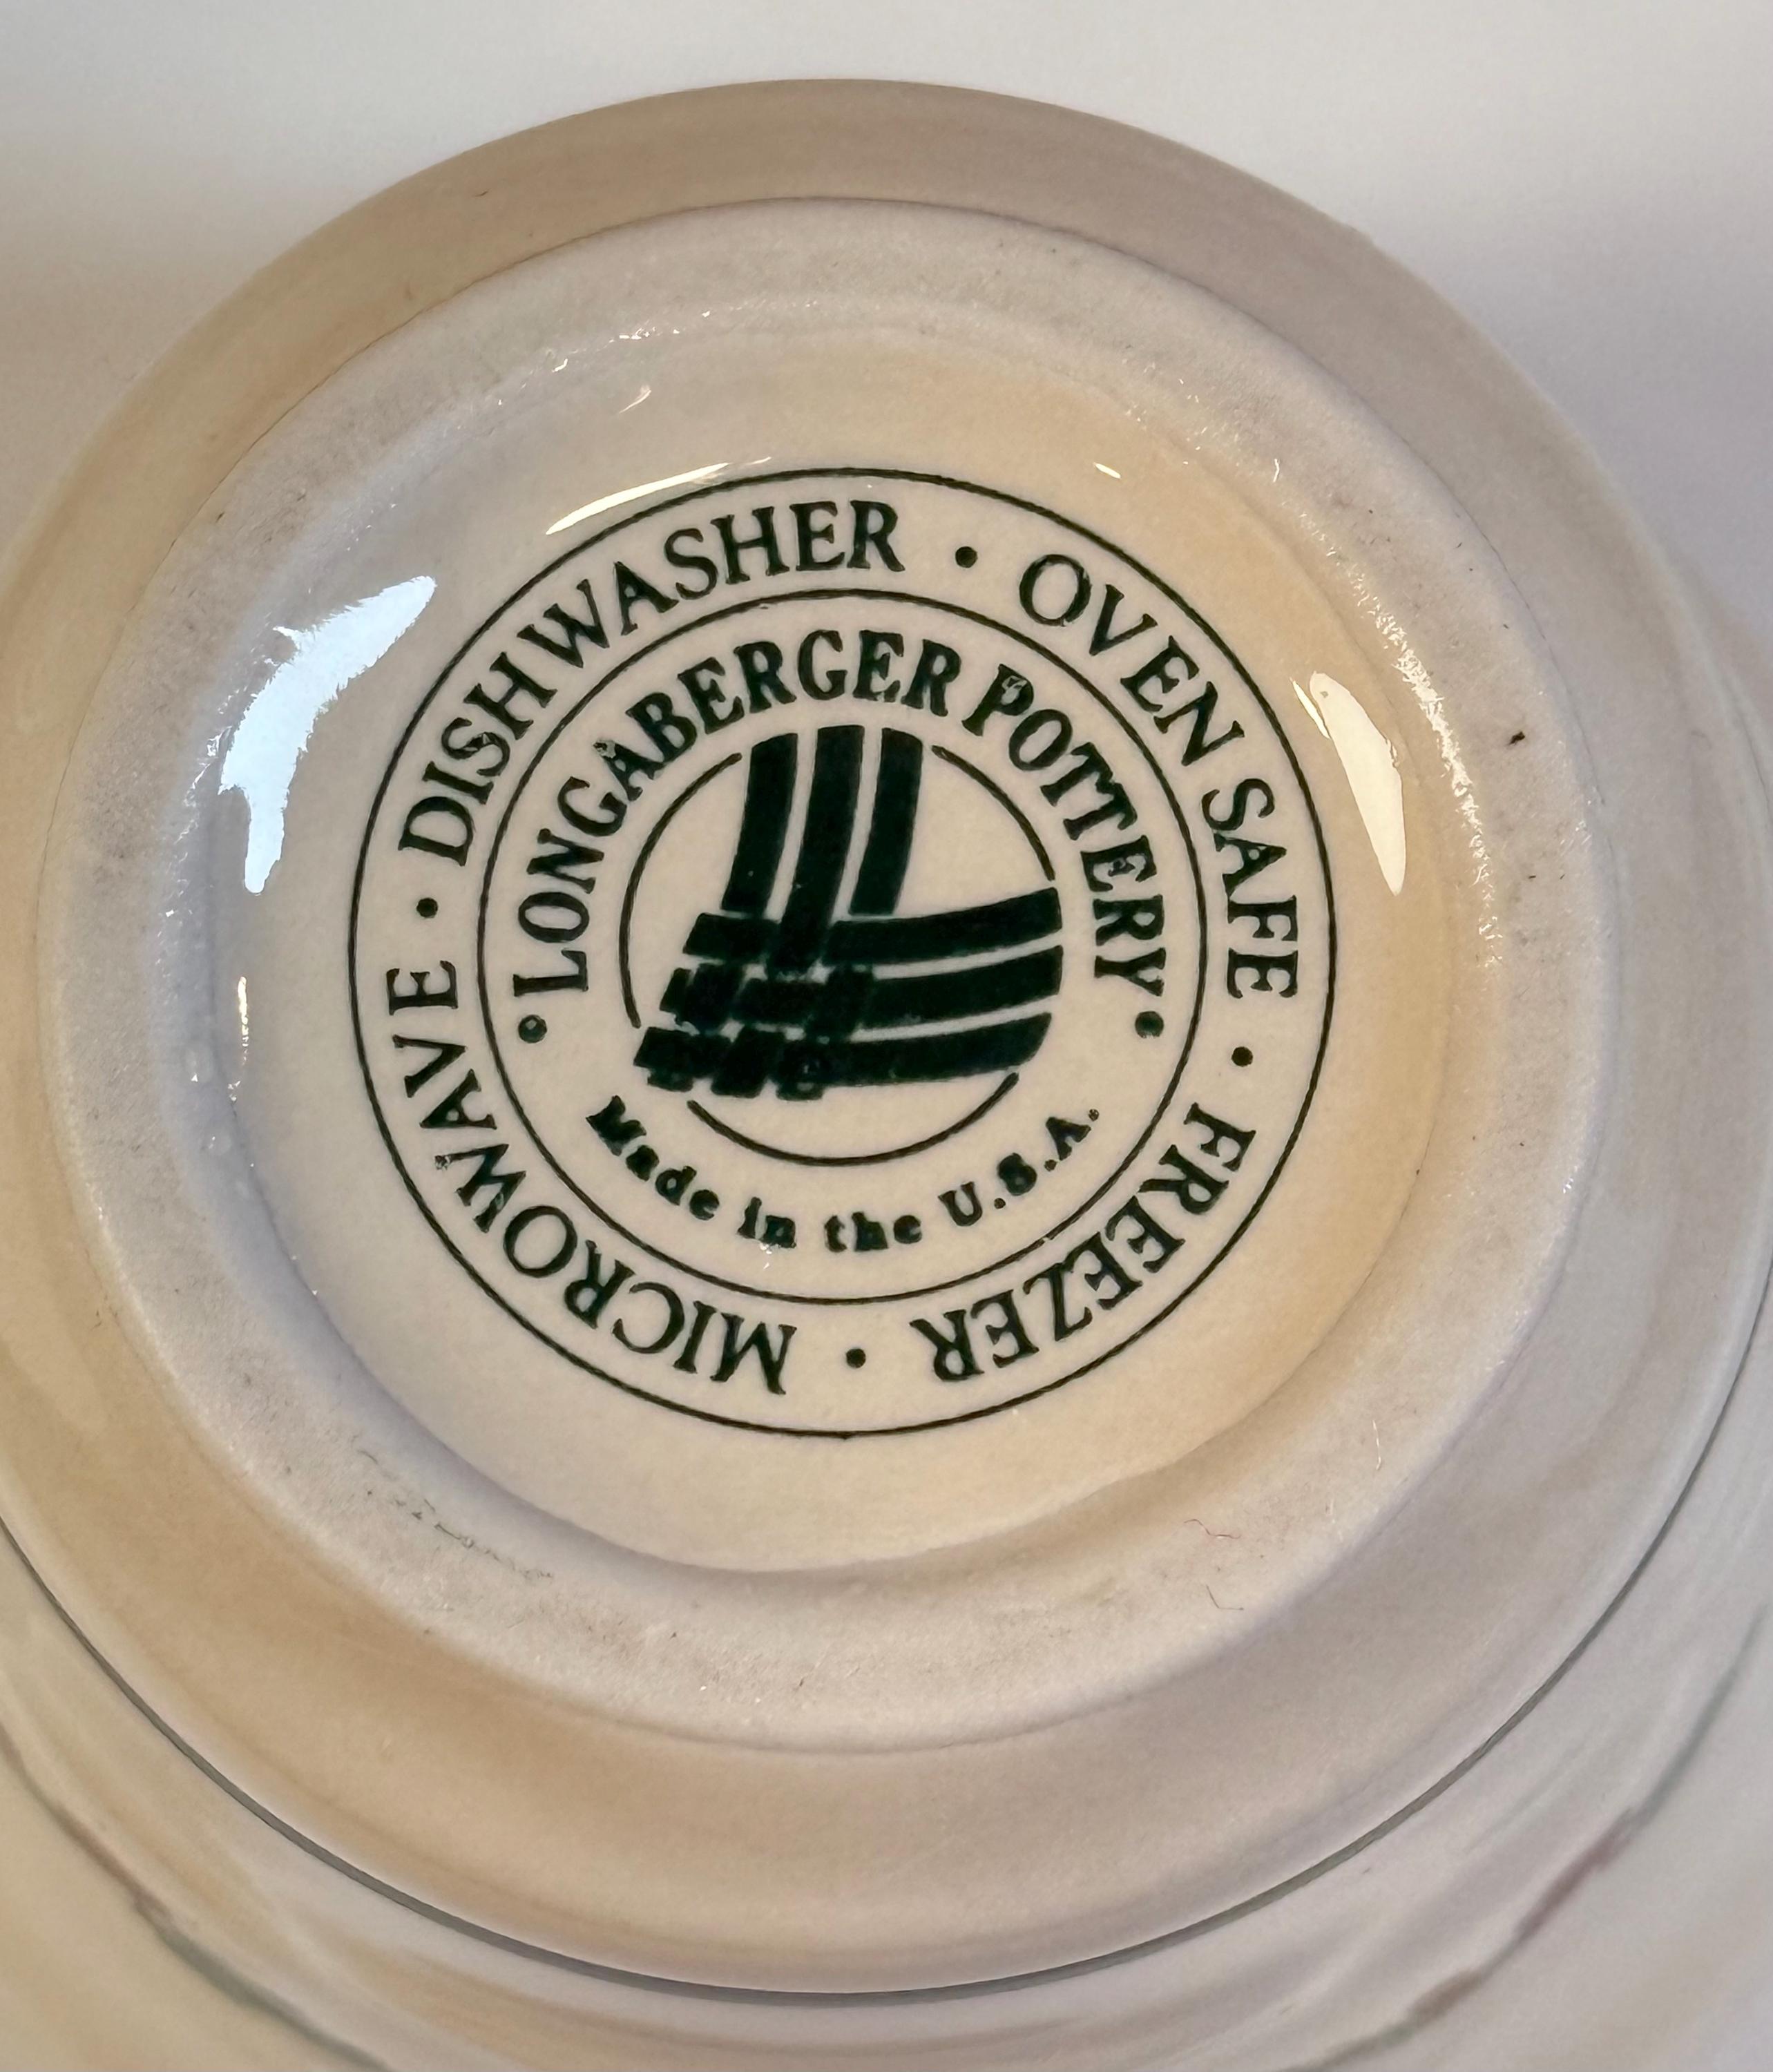 MICROWAVE • DISHWASHER • OVEN SAFE • FREEZER •
• LONGABERGER POTTERY •
Made in the U.S.A.